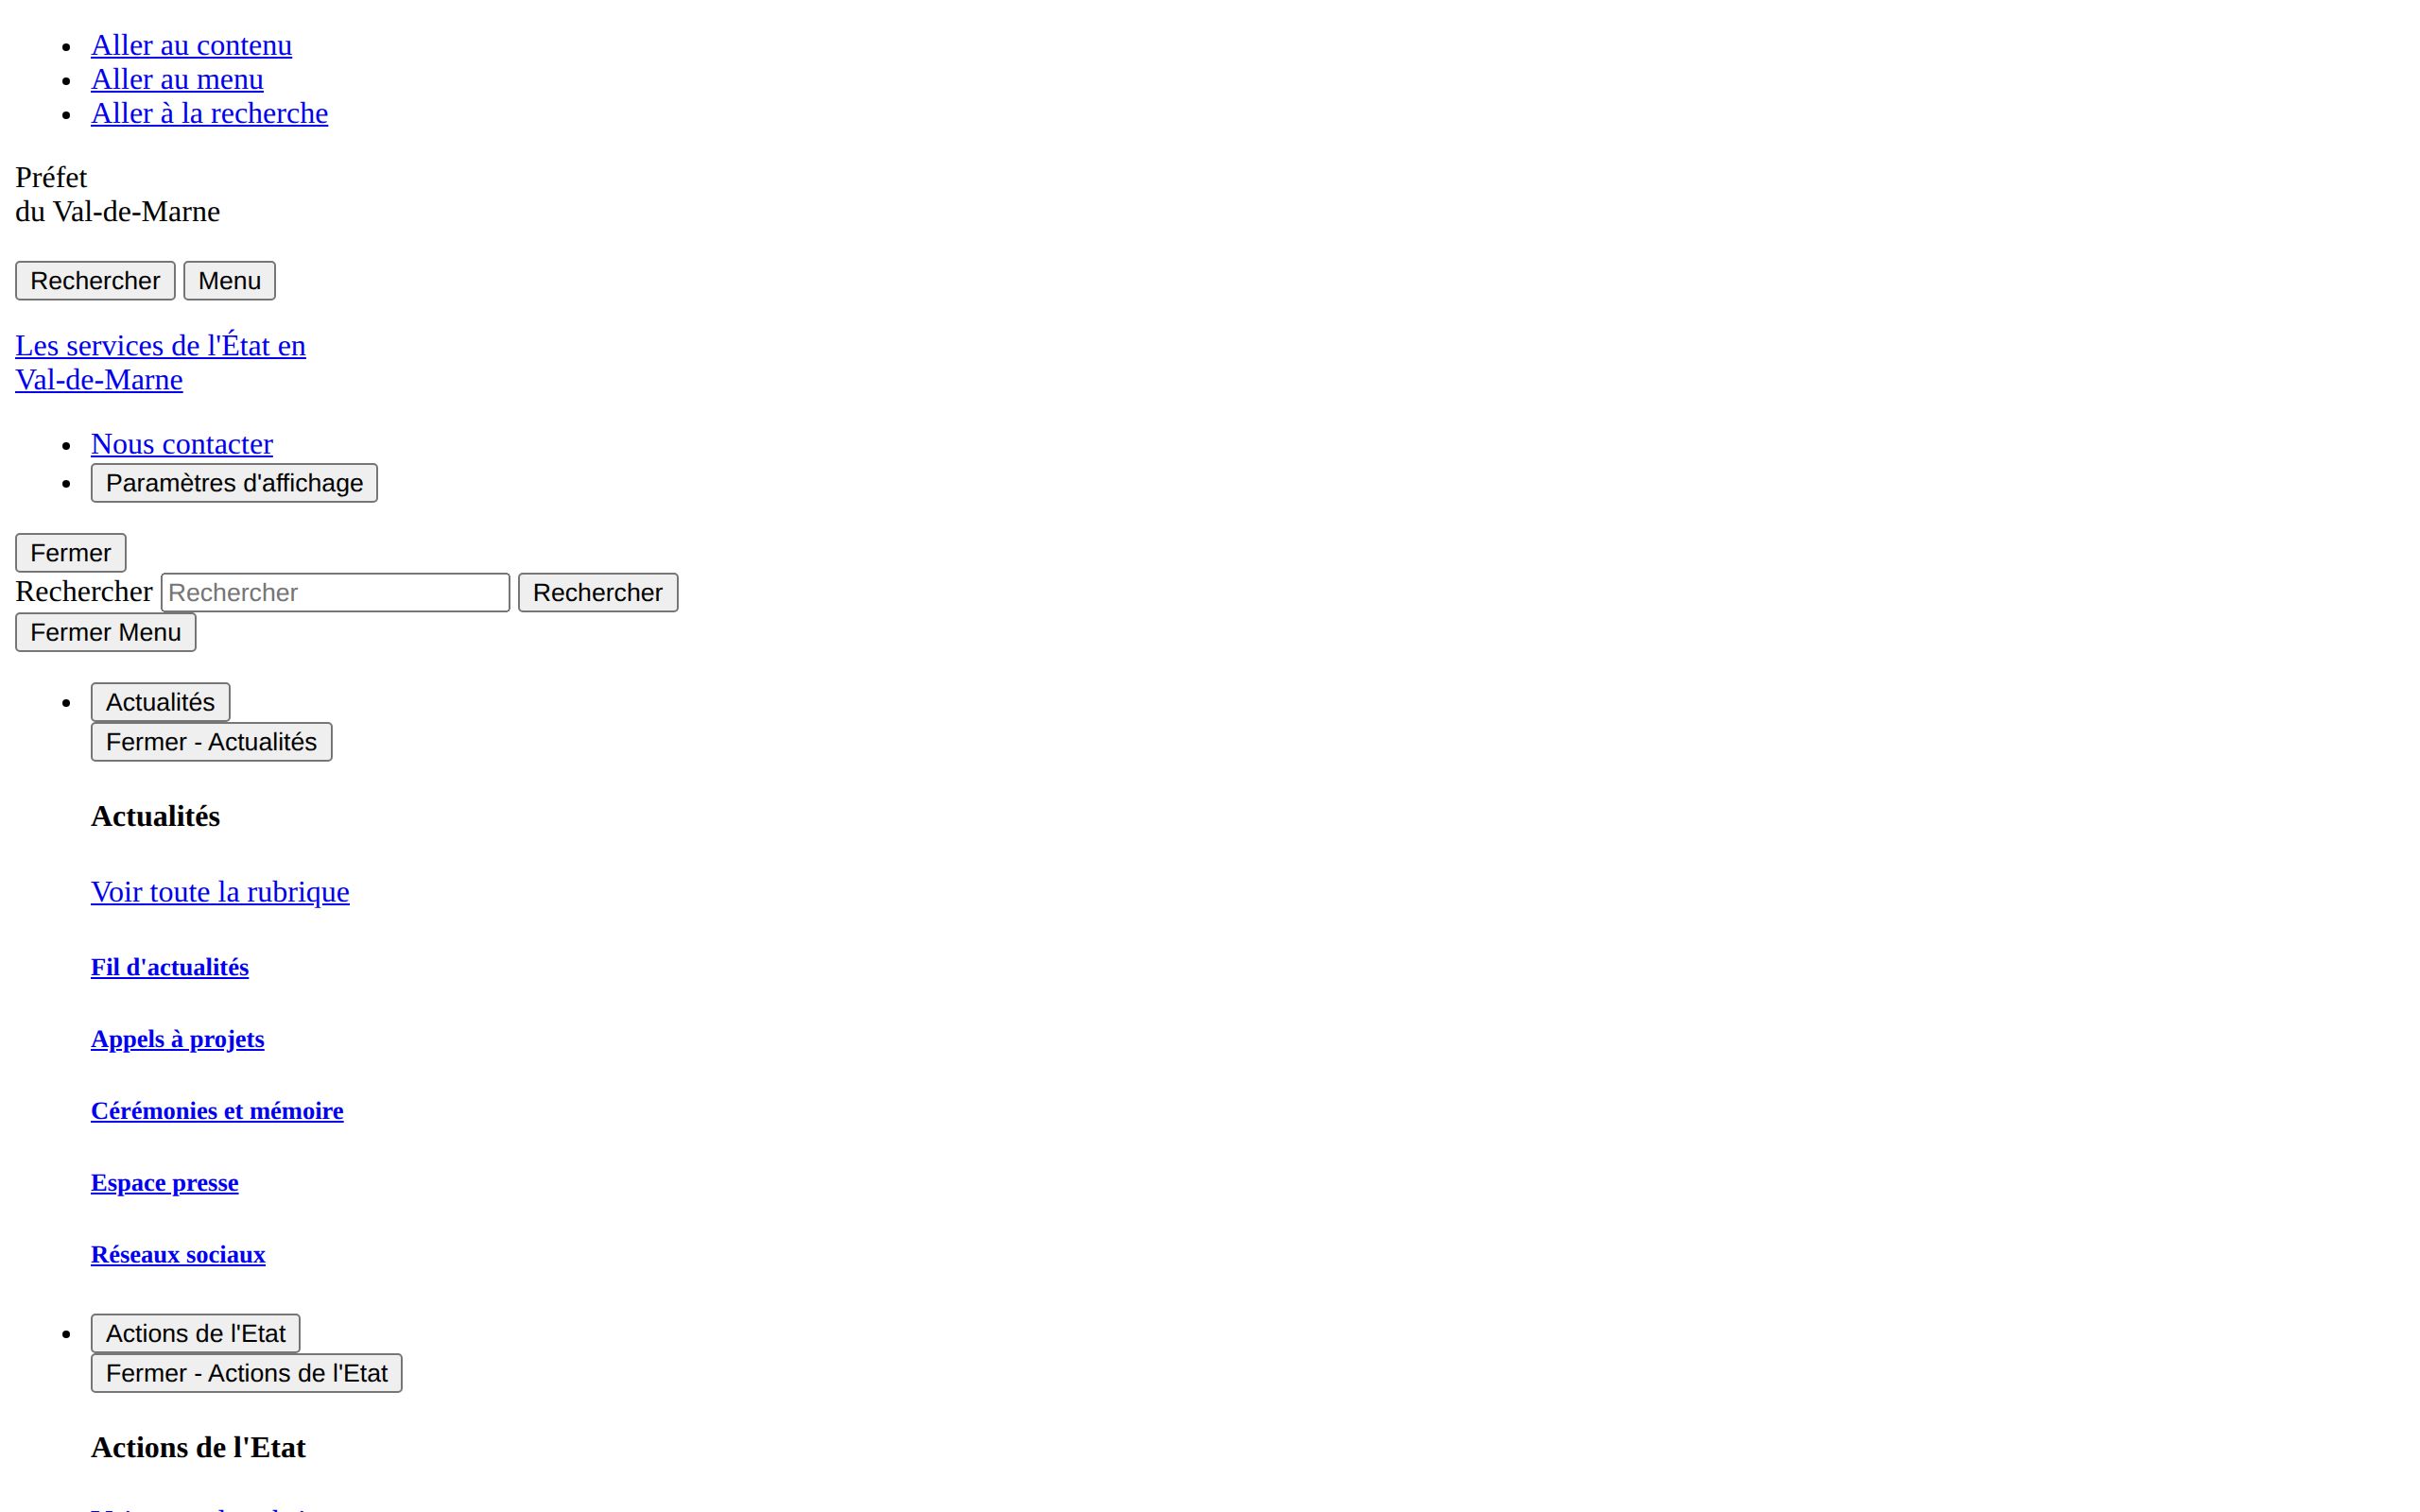 Aller au contenu
Aller au menu
Aller à la recherche
Préfet
du Val-de-Marne
Rechercher Menu
Les services de l'État en
Val-de-Marne
Nous contacter
Paramètres d'affichage
Fermer
Rechercher Rechercher Rechercher
Fermer Menu
Actualités
Fermer - Actualités
Actualités
Voir toute la rubrique
Fil d'actualités
Appels à projets
Cérémonies et mémoire
Espace presse
Réseaux sociaux
Actions de l'Etat
Fermer - Actions de l'Etat
Actions de l'Etat